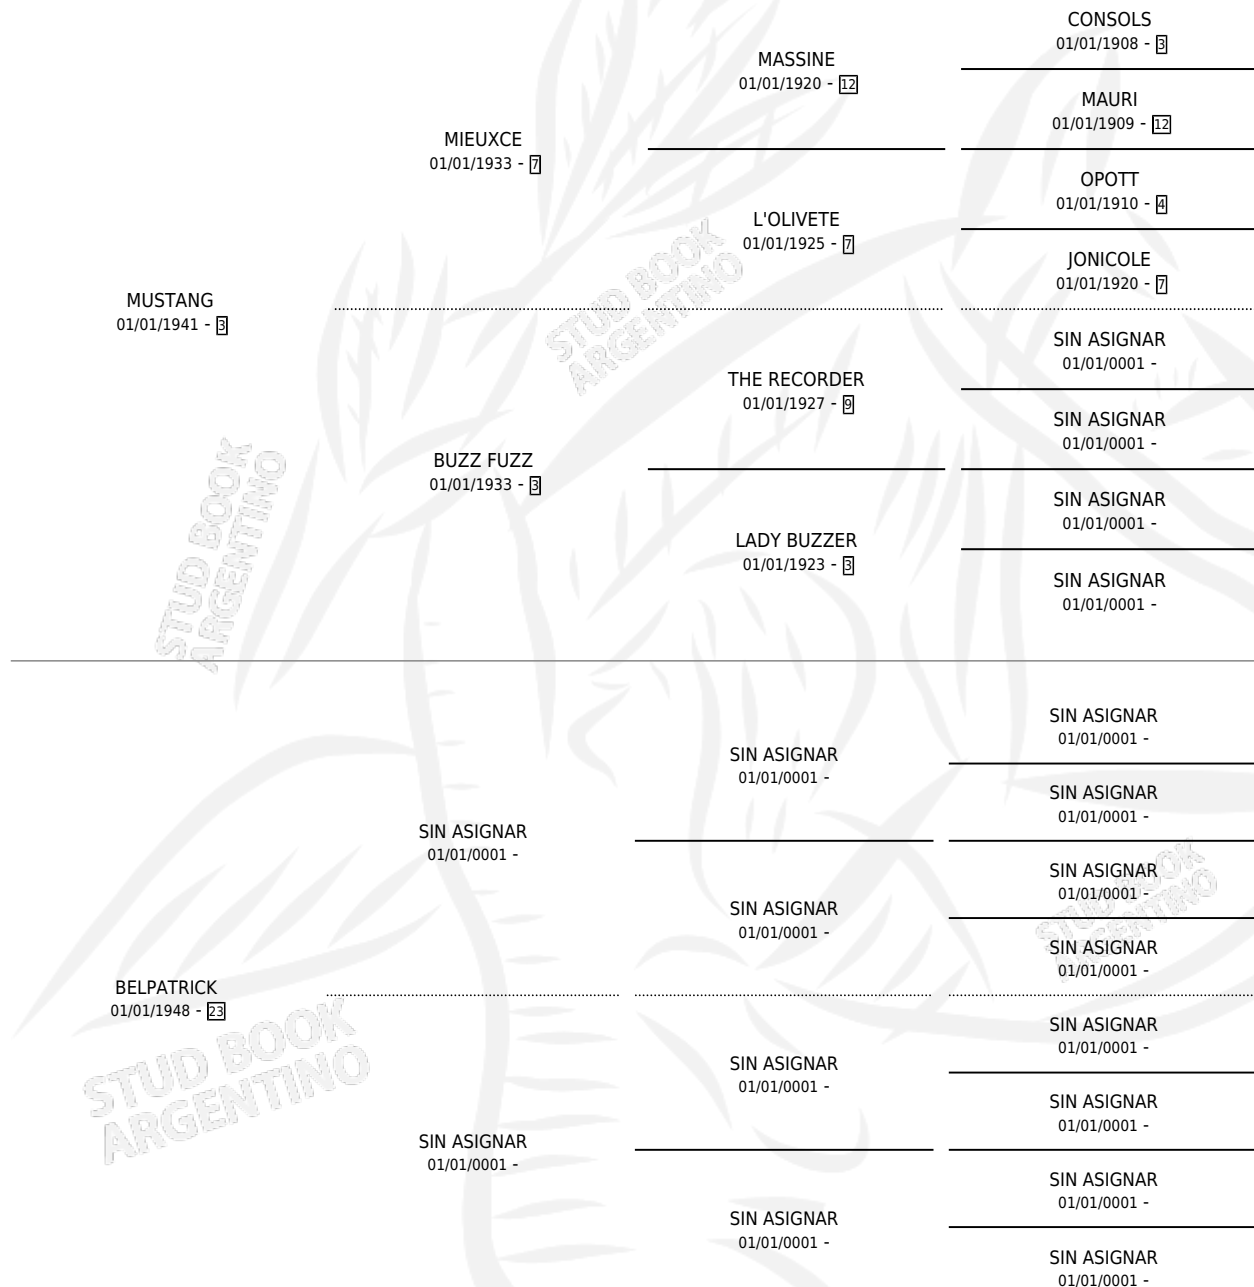 CONSOLS
01/01/1908 - 3
MASSINE
01/01/1920 - 12
MAURI
01/01/1909 - 12
MIEUXCE
01/01/1933 - 7
OPOTT
01/01/1910 - 4
L'OLIVETE
01/01/1925 - 7
JONICOLE
01/01/1920 - 7
MUSTANG
01/01/1941 - 3
STUD BOOK
ARGENTINO
SIN ASIGNAR
01/01/0001 -
THE RECORDER
01/01/1927 - 9
SIN ASIGNAR
01/01/0001 -
BUZZ FUZZ
01/01/1933 - 3
SIN ASIGNAR
01/01/0001 -
LADY BUZZER
01/01/1923 - 3
SIN ASIGNAR
01/01/0001 -
STUD BOOK
ARGENTINO
SIN ASIGNAR
01/01/0001 -
SIN ASIGNAR
01/01/0001 -
SIN ASIGNAR
01/01/0001 -
SIN ASIGNAR
01/01/0001 -
SIN ASIGNAR
01/01/0001 -
SIN ASIGNAR
01/01/0001 -
SIN ASIGNAR
01/01/0001 -
STUD BOOK
ARGENTINO
BELPATRICK
01/01/1948 - 23
SIN ASIGNAR
01/01/0001 -
SIN ASIGNAR
01/01/0001 -
SIN ASIGNAR
01/01/0001 -
SIN ASIGNAR
01/01/0001 -
SIN ASIGNAR
01/01/0001 -
SIN ASIGNAR
01/01/0001 -
SIN ASIGNAR
01/01/0001 -
STUD BOOK
ARGENTINO